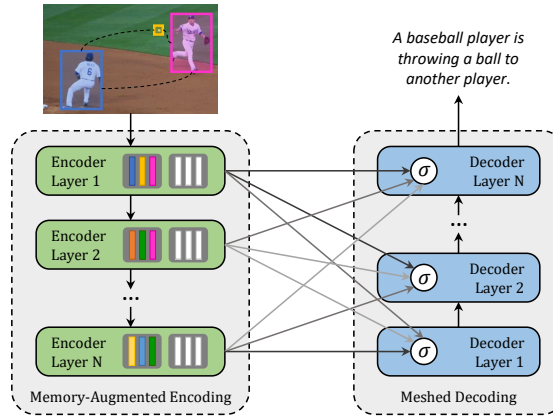 6
A baseball player is
throwing a ball to
another player.
Encoder
Layer 1
Encoder
Layer 2
...
Encoder
Layer N
Memory-Augmented Encoding
σ
Decoder
Layer N
...
σ
Decoder
Layer 2
σ
Decoder
Layer 1
Meshed Decoding